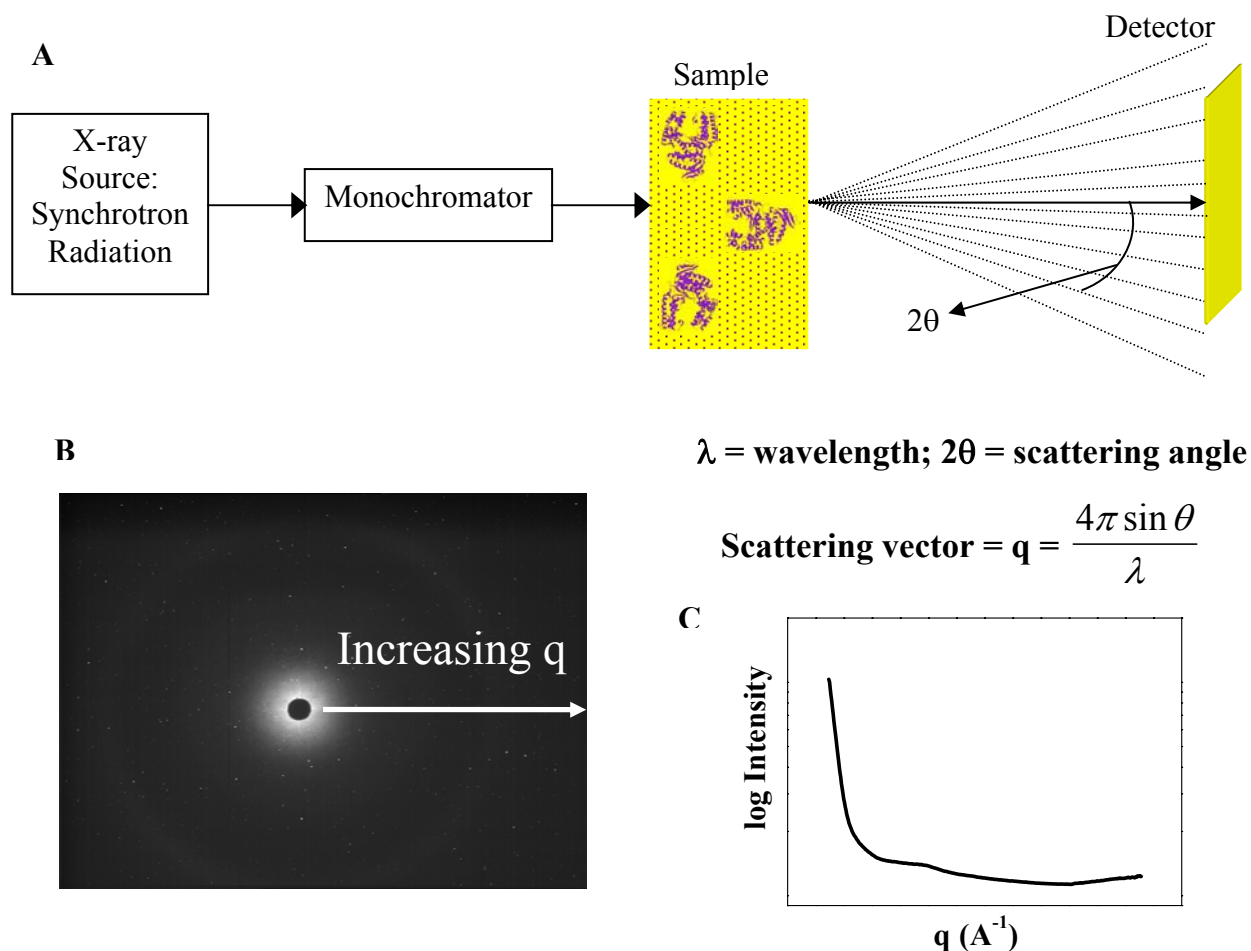 A
Detector
Sample
X-ray
Source:
Synchrotron
Radiation
Monochromator
2θ
B
λ = wavelength; 2θ = scattering angle
Scattering vector = q = 4π sin θ / λ
Increasing q
C
log Intensity
q (A⁻¹)